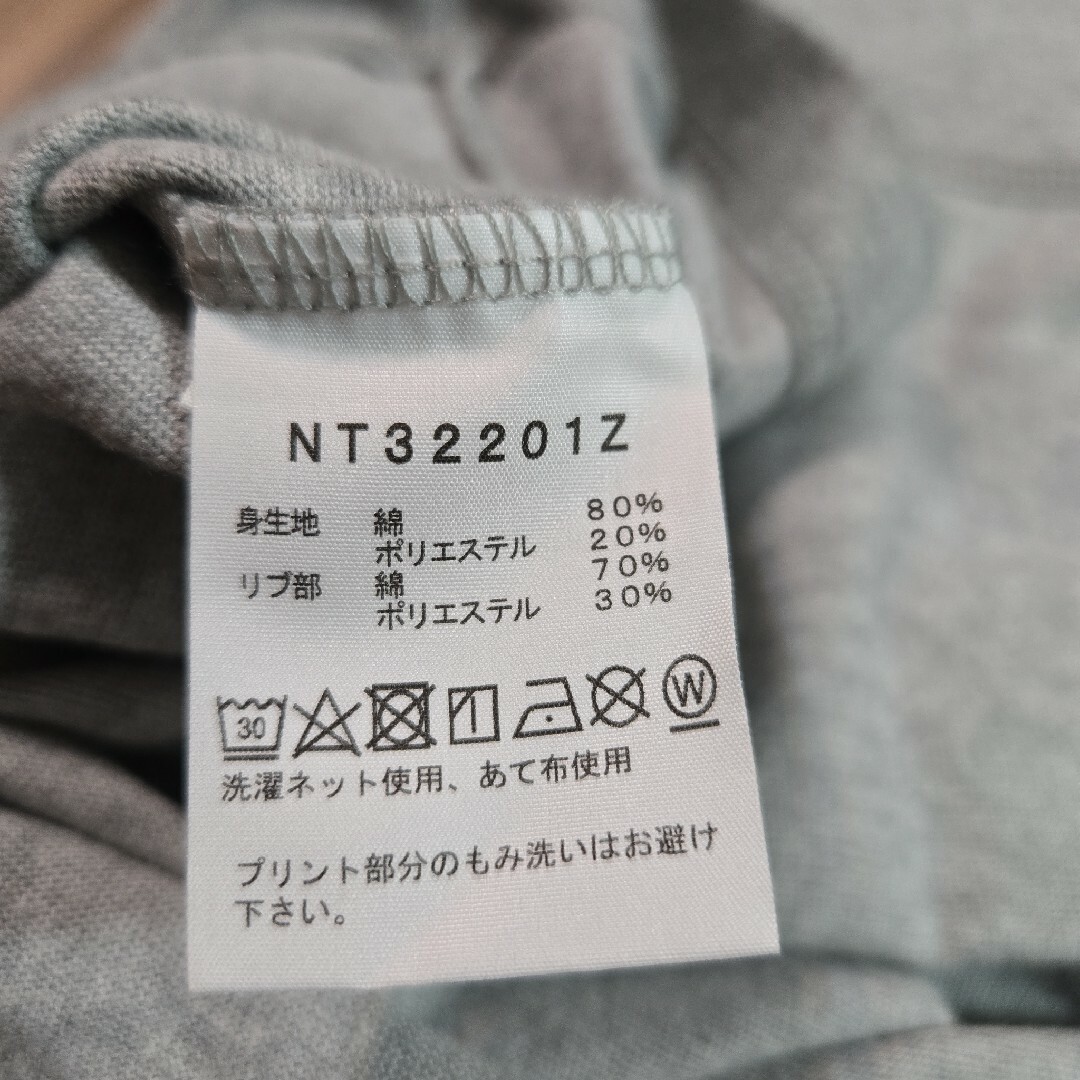 NT32201Z
身生地 綿 80%
ポリエステル 20%
リブ部 綿 70%
ポリエステル 30%
30 W
洗濯ネット使用、あて布使用
プリント部分のもみ洗いはお避け
下さい。